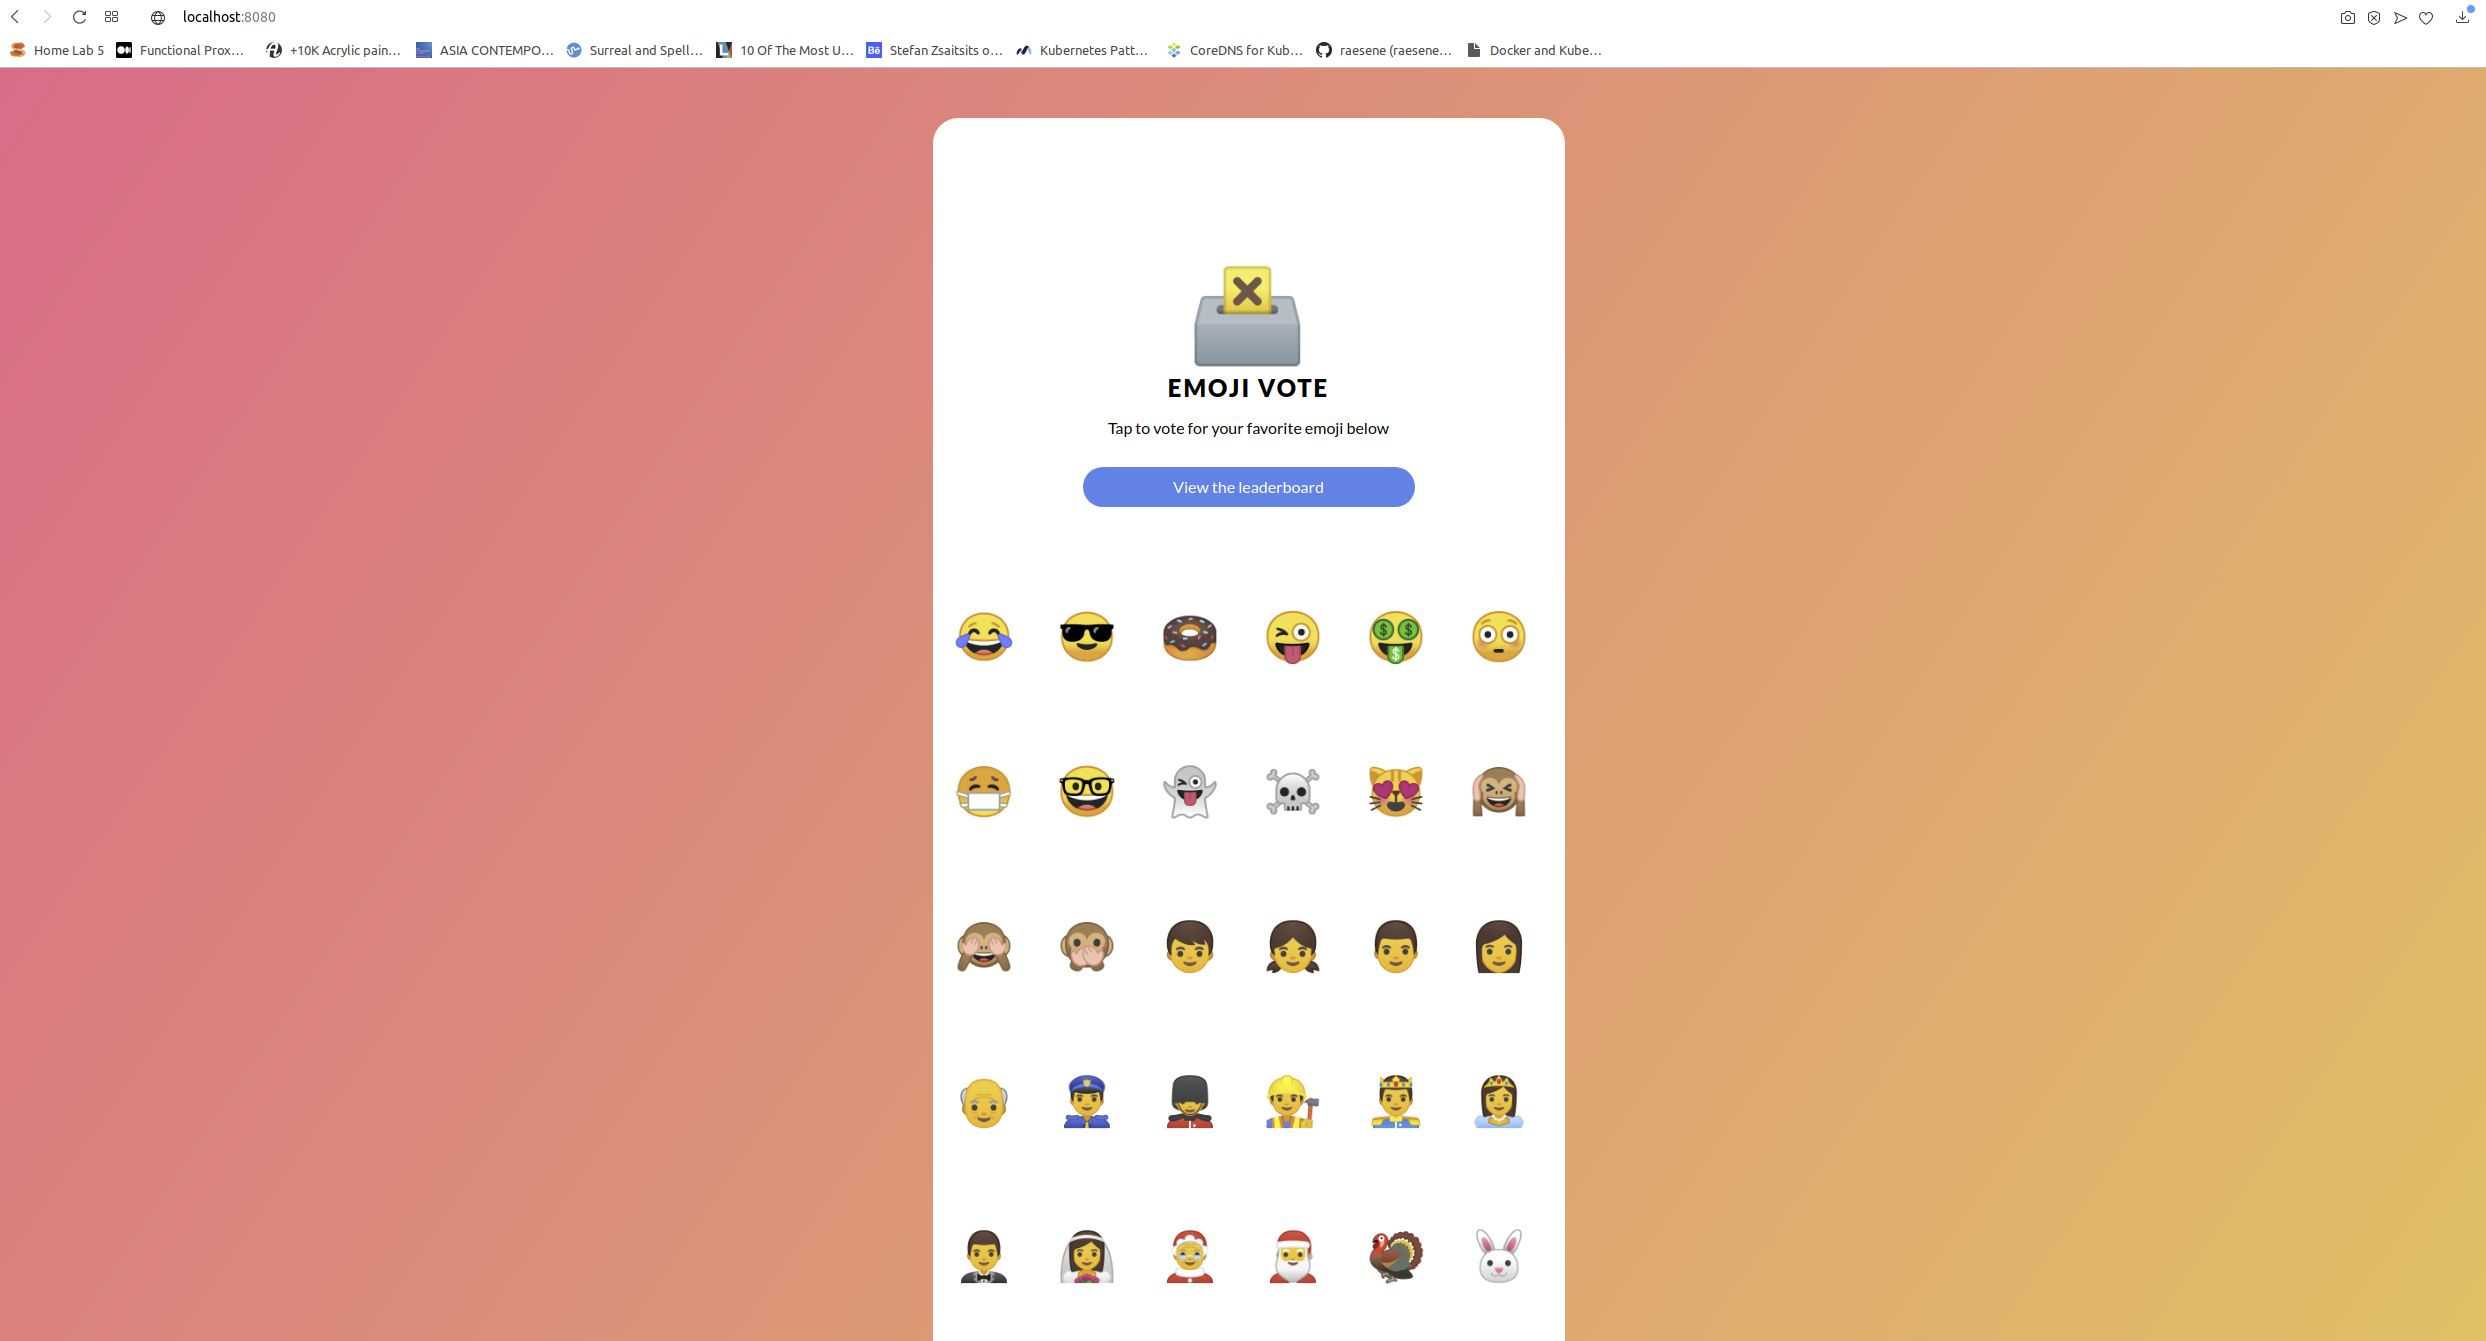 localhost:8080
Home Lab 5
Functional Prox...
+10K Acrylic pain...
ASIA CONTEMPO...
Surreal and Spell...
10 Of The Most U...
Bē
Stefan Zsaitsits o...
Kubernetes Patt...
CoreDNS for Kub...
raesene (raesene...
Docker and Kube...
EMOJI VOTE
Tap to vote for your favorite emoji below
View the leaderboard